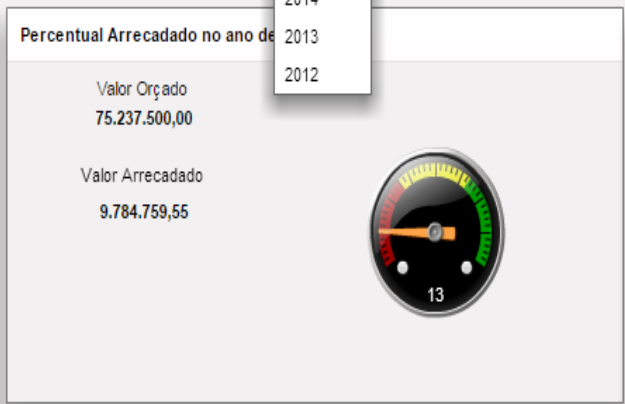 2014
Percentual Arrecadado no ano de
2013
2012
Valor Orçado
75.237.500,00
Valor Arrecadado
9.784.759,55
13